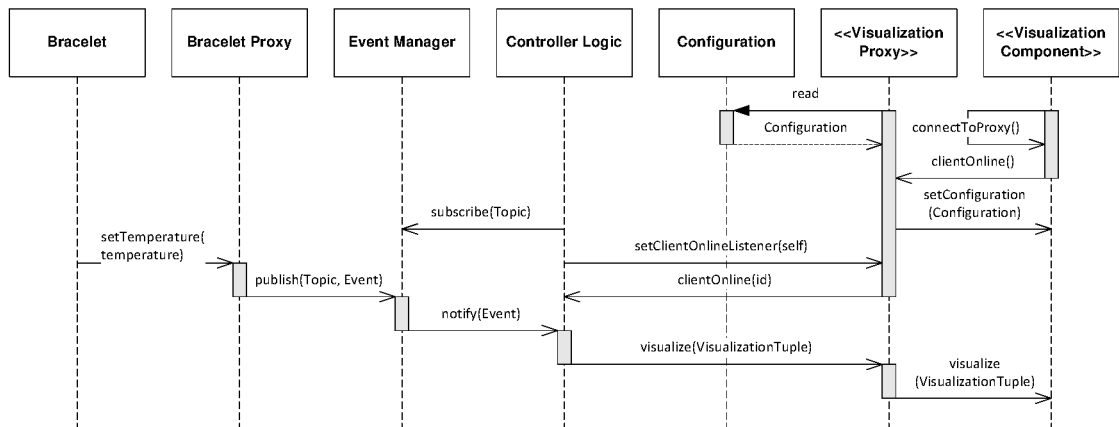 Bracelet
Bracelet Proxy
Event Manager
Controller Logic
Configuration
<<Visualization
Proxy>>
<<Visualization
Component>>
read
Configuration
connectToProxy()
clientOnline()
setConfiguration
(Configuration)
subscribe(Topic)
setTemperature(
temperature)
setClientOnlineListener(self)
publish(Topic, Event)
clientOnline(id)
notify(Event)
visualize(VisualizationTuple)
visualize
(VisualizationTuple)